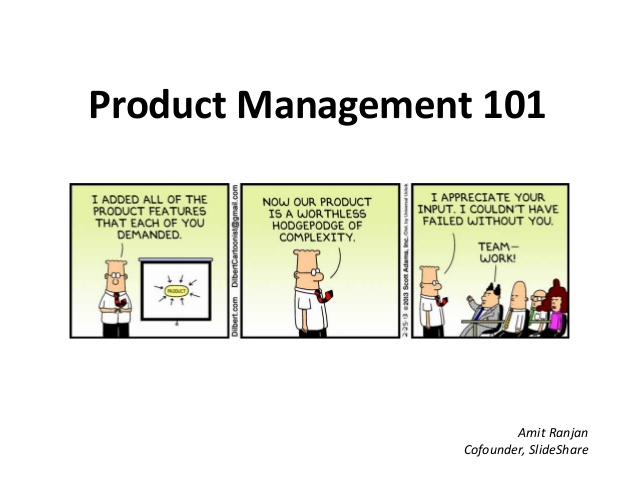 Product Management 101
I ADDED ALL OF THE
PRODUCT FEATURES
THAT EACH OF YOU
DEMANDED.
PRODUCT
Dilbert.com DilbertCartoonist@gmail.com
NOW OUR PRODUCT
IS A WORTHLESS
HODGEPODGE OF
COMPLEXITY.
2-25-13 ©2013 Scott Adams, Inc. /Dist. by Universal Uclick
I APPRECIATE YOUR
INPUT. I COULDN'T HAVE
FAILED WITHOUT YOU.
TEAM-
WORK!
Amit Ranjan
Cofounder, SlideShare